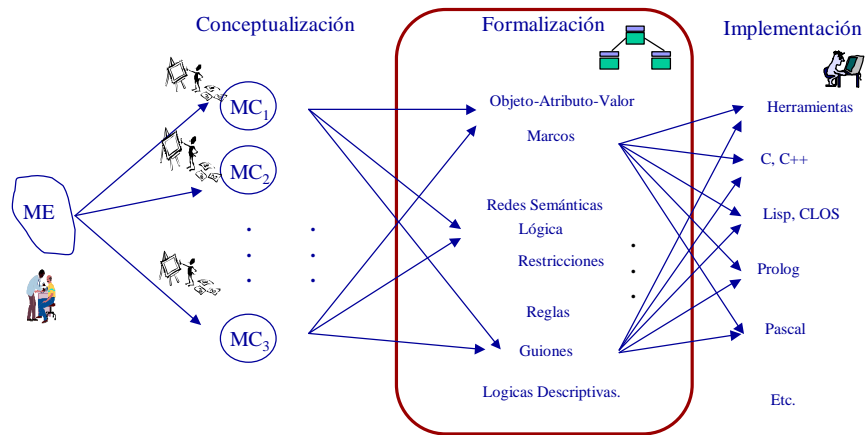 Conceptualización
Formalización
Implementación
ME
MC1
MC2
MC3
Objeto-Atributo-Valor
Marcos
Redes Semánticas
Lógica
Restricciones
Reglas
Guiones
Logicas Descriptivas.
Herramientas
C, C++
Lisp, CLOS
Prolog
Pascal
Etc.